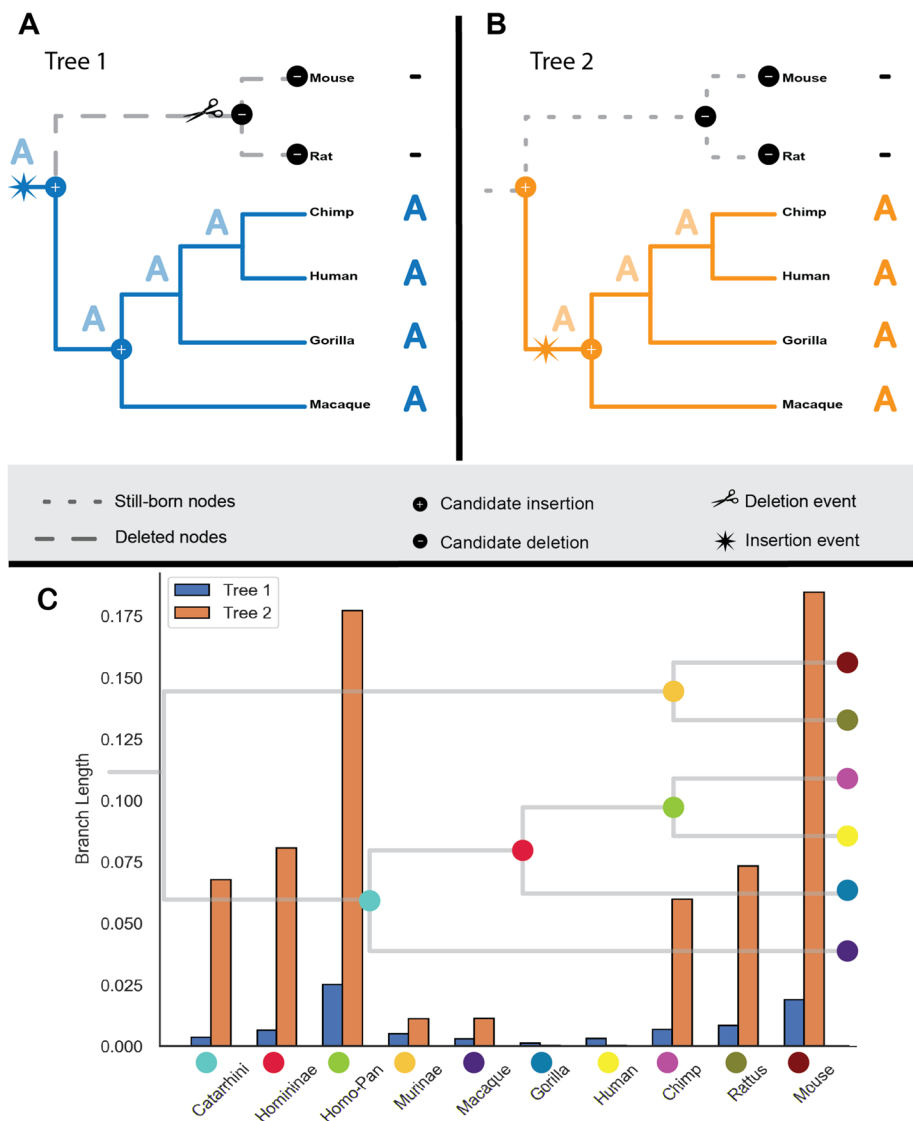 A
Tree 1
Mouse -
Rat -
A
Chimp A
A
A
Human A
A
Gorilla A
Macaque A
B
Tree 2
Mouse -
Rat -
Chimp A
A
Human A
A
Gorilla A
Macaque A
Still-born nodes
Deleted nodes
+ Candidate insertion
- Candidate deletion
Deletion event
Insertion event
C
Tree 1
Tree 2
Branch Length
0.175
0.150
0.125
0.100
0.075
0.050
0.025
0.000
Catarrhini
Homininae
Homo-Pan
Murinae
Macaque
Gorilla
Human
Chimp
Rattus
Mouse